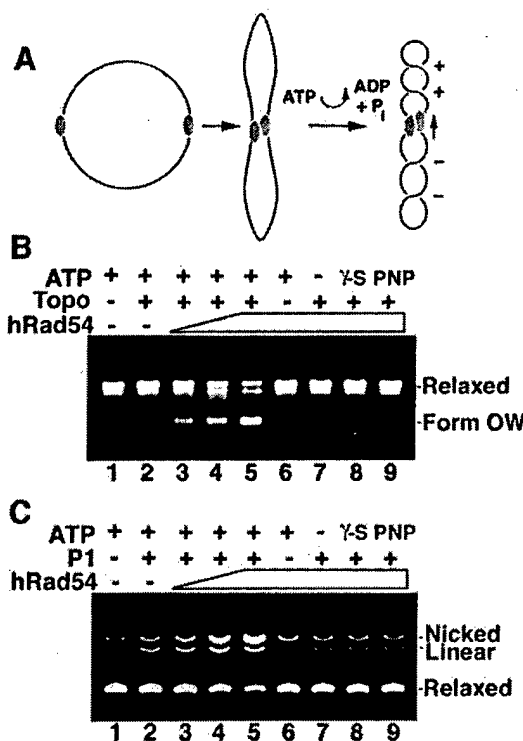 A
ATP ADP
+ Pi
+
+
-
-
B
ATP + + + + + + - γ-S PNP
Topo - + + + + - + + +
hRad54 - -
Relaxed
Form OW
1 2 3 4 5 6 7 8 9
C
ATP + + + + + + - γ-S PNP
P1 - + + + + - + + +
hRad54 - -
Nicked
Linear
Relaxed
1 2 3 4 5 6 7 8 9